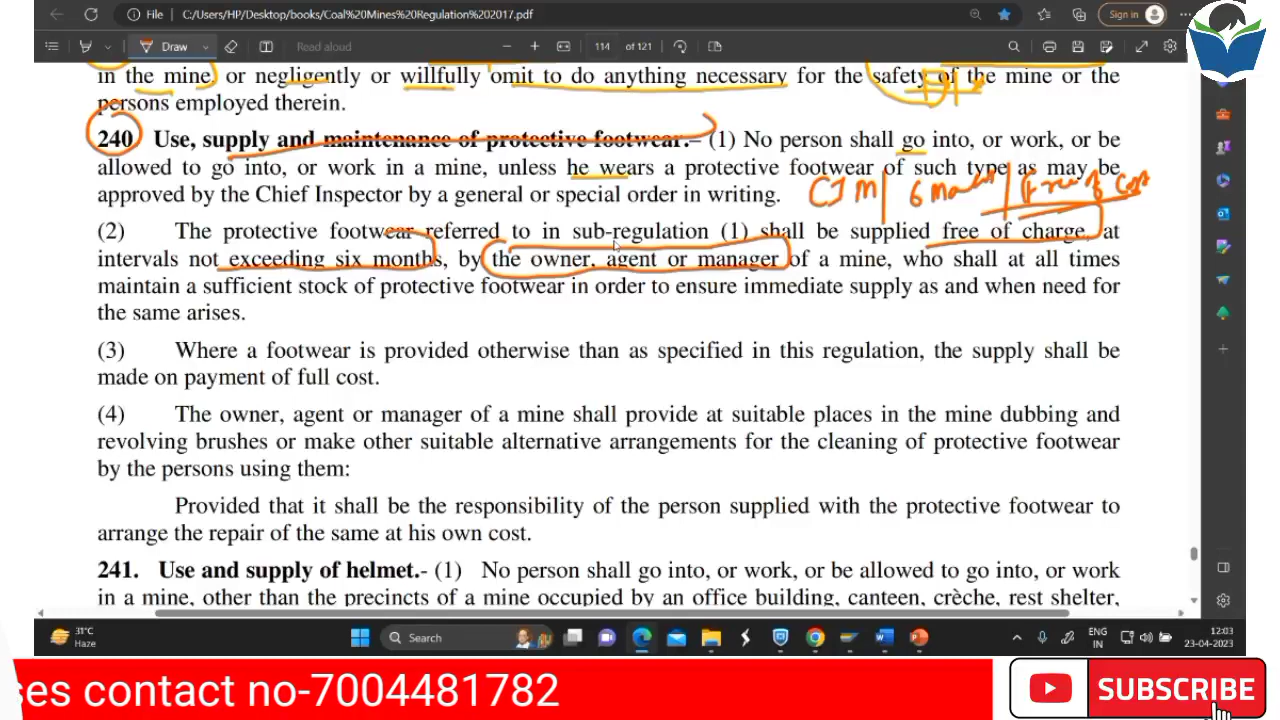 File
C:/Users/HP/Desktop/books/Coal%20Mines%20Regulation%202017.pdf
Sign in
Draw
Read aloud
114 of 121
in the mine) or negligently or willfully omit to do anything necessary for the safety of the mine or the
persons employed therein.
240 Use, supply and maintenance of protective footwear.– (1) No person shall go into, or work, or be
allowed to go into, or work in a mine, unless he wears a protective footwear of such type as may be
approved by the Chief Inspector by a general or special order in writing.
CIM 6 Months Free of Cost
(2) The protective footwear referred to in sub-regulation (1) shall be supplied free of charge, at
intervals not exceeding six months, by the owner, agent or manager of a mine, who shall at all times
maintain a sufficient stock of protective footwear in order to ensure immediate supply as and when need for
the same arises.
(3) Where a footwear is provided otherwise than as specified in this regulation, the supply shall be
made on payment of full cost.
(4) The owner, agent or manager of a mine shall provide at suitable places in the mine dubbing and
revolving brushes or make other suitable alternative arrangements for the cleaning of protective footwear
by the persons using them:
Provided that it shall be the responsibility of the person supplied with the protective footwear to
arrange the repair of the same at his own cost.
241. Use and supply of helmet.- (1) No person shall go into, or work, or be allowed to go into, or work
in a mine, other than the precincts of a mine occupied by an office building, canteen, crèche, rest shelter,
31°C
Haze
Search
ENG
IN
12:03
23-04-2023
ses contact no-7004481782
SUBSCRIBE